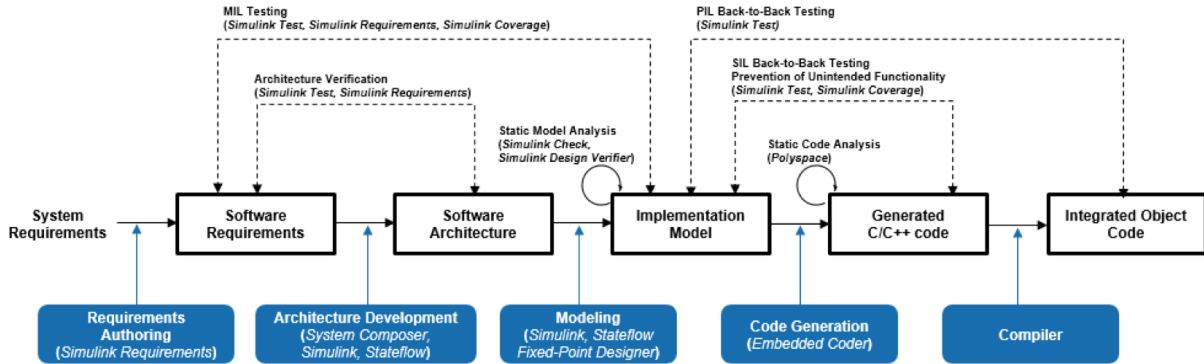 MIL Testing
(Simulink Test, Simulink Requirements, Simulink Coverage)
PIL Back-to-Back Testing
(Simulink Test)
Architecture Verification
(Simulink Test, Simulink Requirements)
SIL Back-to-Back Testing
Prevention of Unintended Functionality
(Simulink Test, Simulink Coverage)
Static Model Analysis
(Simulink Check,
Simulink Design Verifier)
Static Code Analysis
(Polyspace)
System
Requirements
Software
Requirements
Software
Architecture
Implementation
Model
Generated
C/C++ code
Integrated Object
Code
Requirements
Authoring
(Simulink Requirements)
Architecture Development
(System Composer,
Simulink, Stateflow)
Modeling
(Simulink, Stateflow
Fixed-Point Designer)
Code Generation
(Embedded Coder)
Compiler